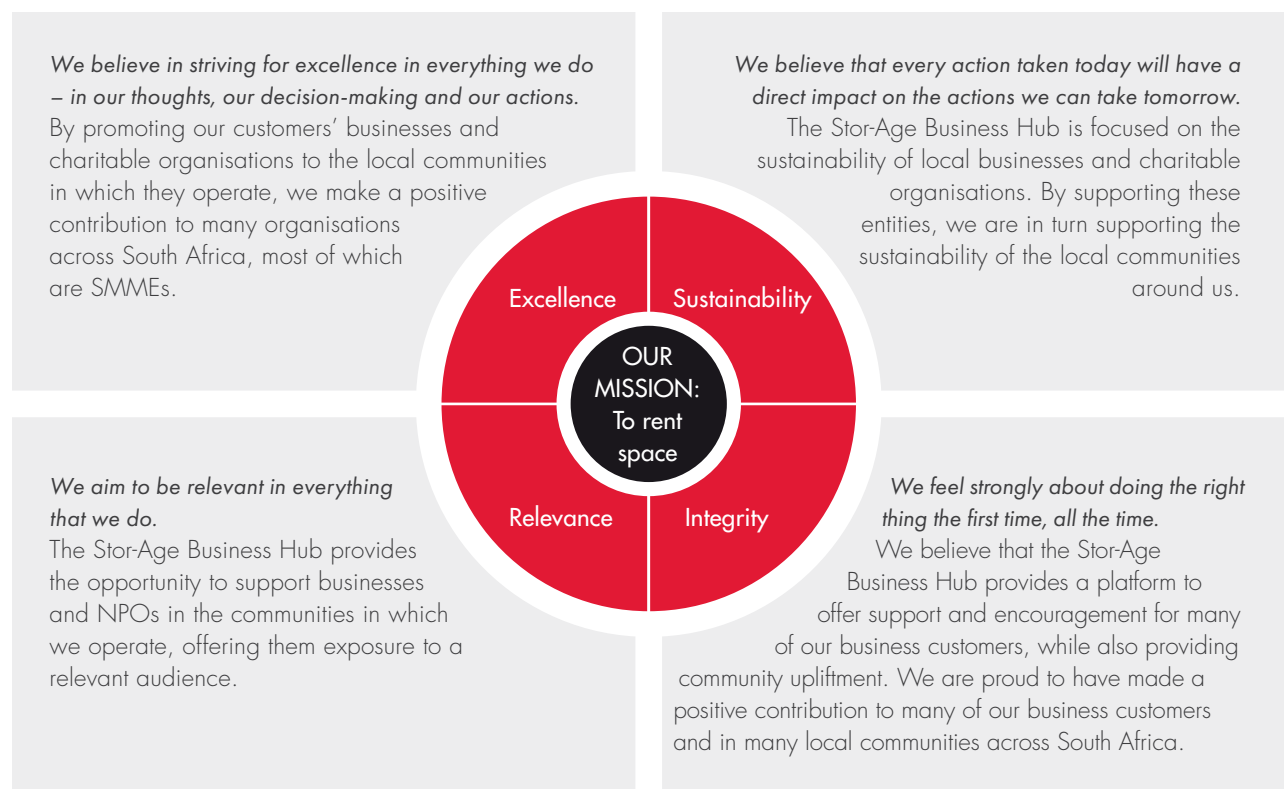 We believe in striving for excellence in everything we do
– in our thoughts, our decision-making and our actions.
By promoting our customers’ businesses and
charitable organisations to the local communities
in which they operate, we make a positive
contribution to many organisations
across South Africa, most of which
are SMMEs.
We believe that every action taken today will have a
direct impact on the actions we can take tomorrow.
The Stor-Age Business Hub is focused on the
sustainability of local businesses and charitable
organisations. By supporting these
entities, we are in turn supporting the
sustainability of the local communities
around us.
Excellence
Sustainability
OUR
MISSION:
To rent
space
Relevance
Integrity
We aim to be relevant in everything
that we do.
The Stor-Age Business Hub provides
the opportunity to support businesses
and NPOs in the communities in which
we operate, offering them exposure to a
relevant audience.
We feel strongly about doing the right
thing the first time, all the time.
We believe that the Stor-Age
Business Hub provides a platform to
offer support and encouragement for many
of our business customers, while also providing
community upliftment. We are proud to have made a
positive contribution to many of our business customers
and in many local communities across South Africa.